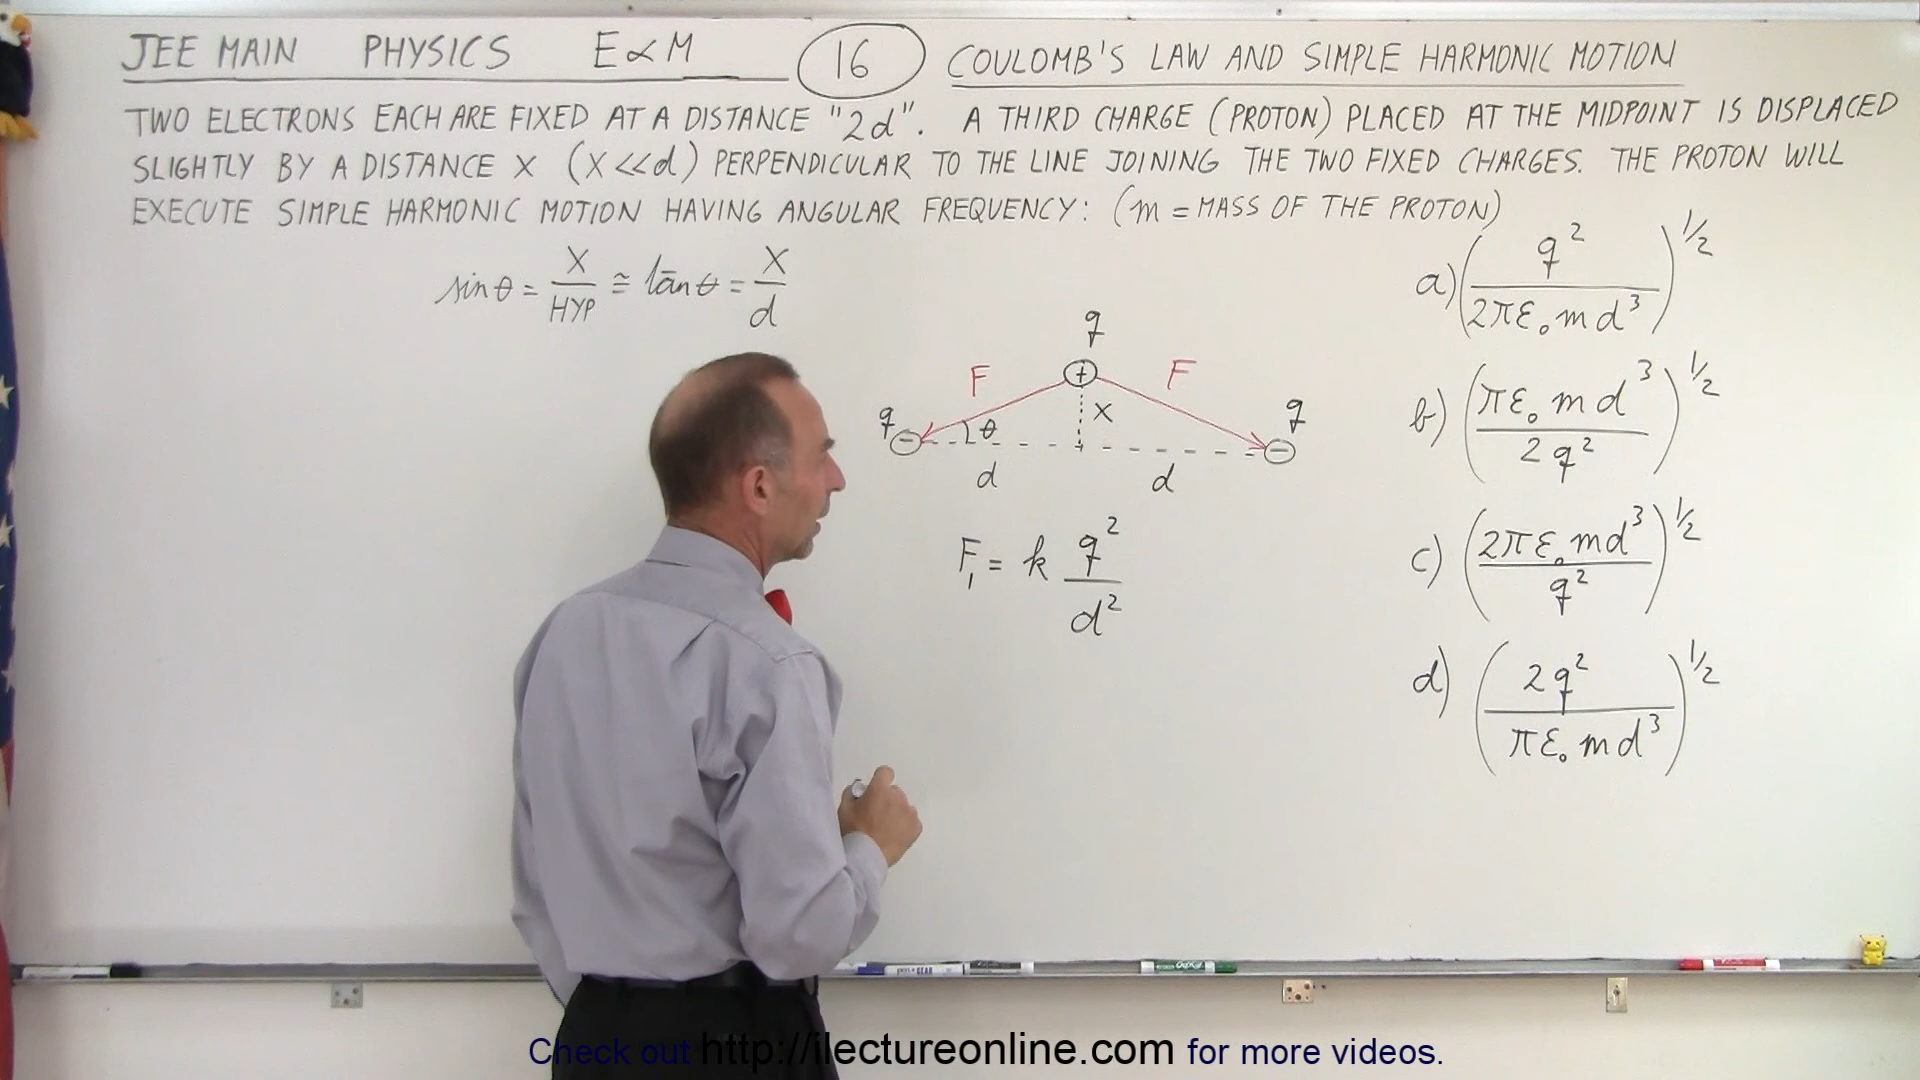 JEE MAIN PHYSICS E&M 16 COULOMB'S LAW AND SIMPLE HARMONIC MOTION
TWO ELECTRONS EACH ARE FIXED AT A DISTANCE "2d". A THIRD CHARGE (PROTON) PLACED AT THE MIDPOINT IS DISPLACED
SLIGHTLY BY A DISTANCE X (X<<d) PERPENDICULAR TO THE LINE JOINING THE TWO FIXED CHARGES. THE PROTON WILL
EXECUTE SIMPLE HARMONIC MOTION HAVING ANGULAR FREQUENCY: (m = MASS OF THE PROTON)
sinθ = X/HYP ≅ tanθ = X/d
q
F F
q + X q
− θ −
d d
F₁ = k q²/d²
a) (q²/2πε₀md³)^1/2
b) (πε₀md³/2q²)^1/2
c) (2πε₀md³/q²)^1/2
d) (2q²/πε₀md³)^1/2
Check out http://ilectureonline.com for more videos.